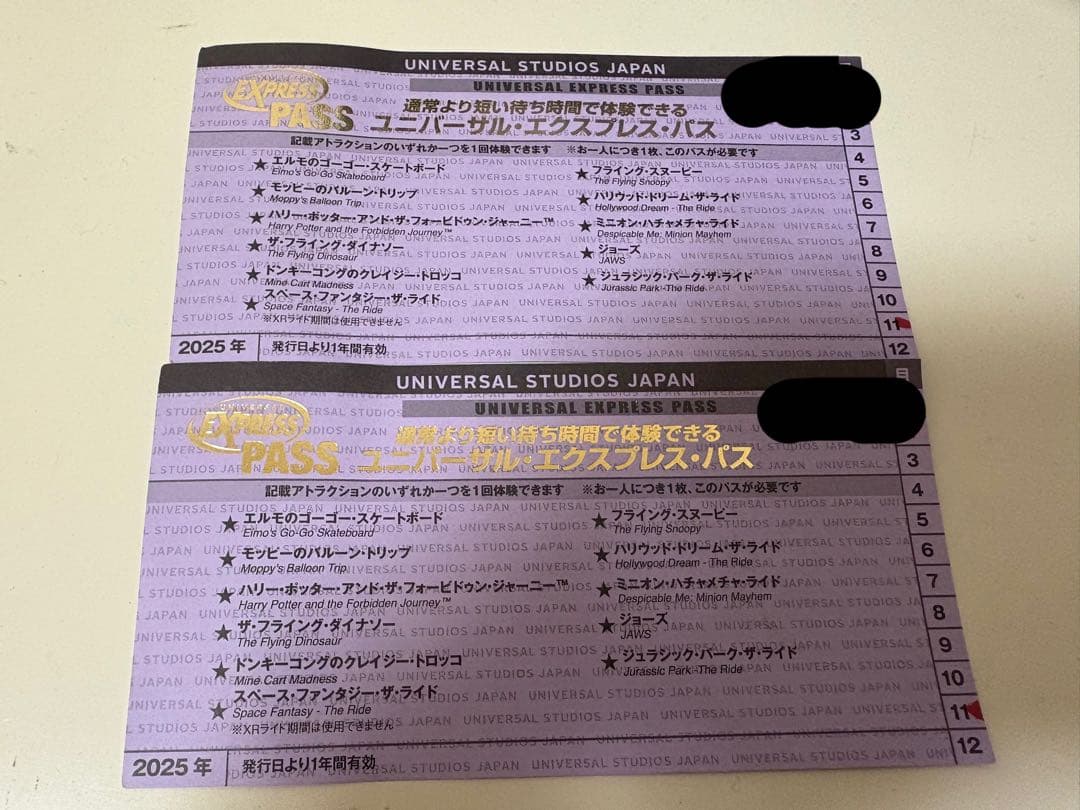 UNIVERSAL STUDIOS JAPAN
UNIVERSAL EXPRESS PASS
EXPRESS
PASS
通常より短い待ち時間で体験できる
ユニバーサル・エクスプレス・パス
記載アトラクションのいずれか一つを1回体験できます ※お一人につき1枚、このパスが必要です
★ エルモのゴーゴー・スケートボード
Elmo's Go-Go Skateboard
★ モッピーのバルーン・トリップ
Moppy's Balloon Trip
★ ハリー・ポッター・アンド・ザ・フォービドゥン・ジャーニー™
Harry Potter and the Forbidden Journey™
★ ザ・フライング・ダイナソー
The Flying Dinosaur
★ ドンキーコングのクレイジー・トロッコ
Mine Cart Madness
★ スペース・ファンタジー・ザ・ライド
Space Fantasy - The Ride
※XRライド期間は使用できません
★ フライング・スヌーピー
The Flying Snoopy
★ ハリウッド・ドリーム・ザ・ライド
Hollywood Dream - The Ride
★ ミニオン・ハチャメチャ・ライド
Despicable Me: Minion Mayhem
★ ジョーズ
JAWS
★ ジュラシック・パーク・ザ・ライド
Jurassic Park-The Ride
3
4
5
6
7
8
9
10
11
12
2025年 発行日より1年間有効
UNIVERSAL STUDIOS JAPAN
UNIVERSAL EXPRESS PASS
EXPRESS
PASS
通常より短い待ち時間で体験できる
ユニバーサル・エクスプレス・パス
記載アトラクションのいずれか一つを1回体験できます ※お一人につき1枚、このパスが必要です
★ エルモのゴーゴー・スケートボード
Elmo's Go-Go Skateboard
★ モッピーのバルーン・トリップ
Moppy's Balloon Trip
★ ハリー・ポッター・アンド・ザ・フォービドゥン・ジャーニー™
Harry Potter and the Forbidden Journey™
★ ザ・フライング・ダイナソー
The Flying Dinosaur
★ ドンキーコングのクレイジー・トロッコ
Mine Cart Madness
★ スペース・ファンタジー・ザ・ライド
Space Fantasy - The Ride
※XRライド期間は使用できません
★ フライング・スヌーピー
The Flying Snoopy
★ ハリウッド・ドリーム・ザ・ライド
Hollywood Dream - The Ride
★ ミニオン・ハチャメチャ・ライド
Despicable Me: Minion Mayhem
★ ジョーズ
JAWS
★ ジュラシック・パーク・ザ・ライド
Jurassic Park-The Ride
月
3
4
5
6
7
8
9
10
11
12
2025年 発行日より1年間有効